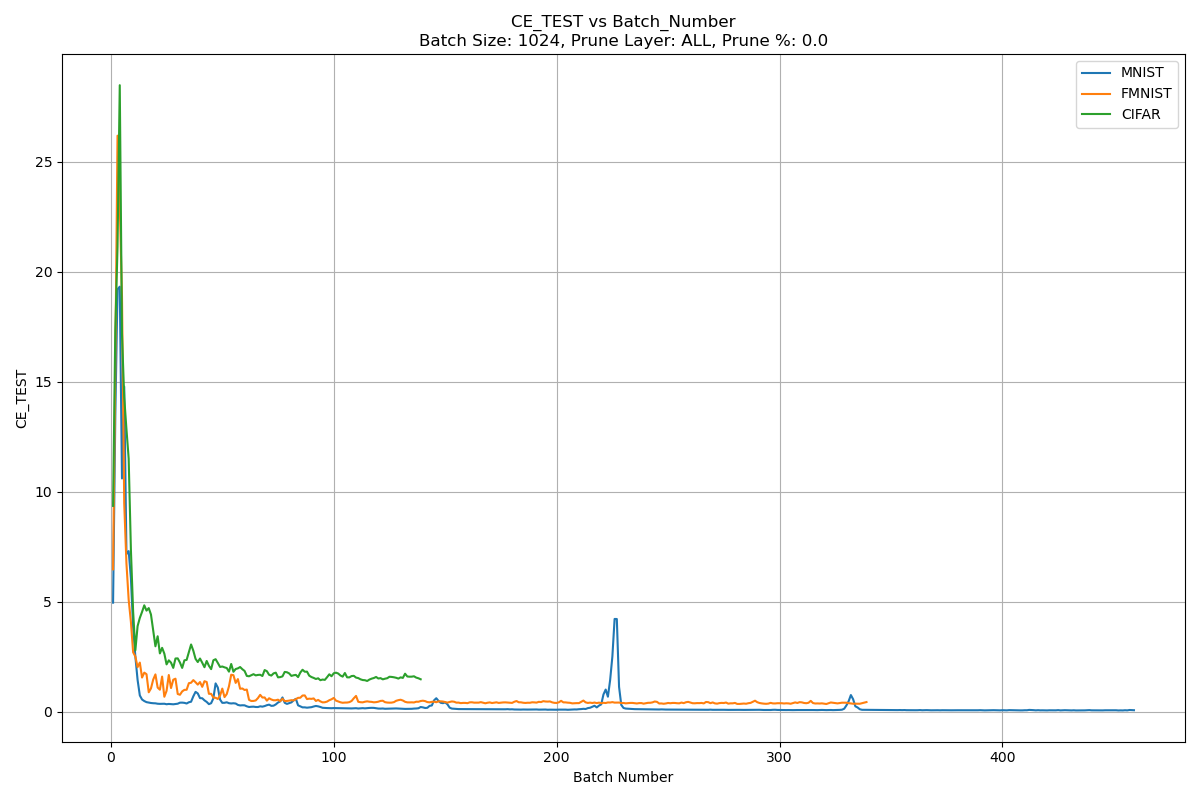 CE_TEST vs Batch_Number
Batch Size: 1024, Prune Layer: ALL, Prune %: 0.0
MNIST
FMNIST
CIFAR
25
20
15
10
5
0
CE_TEST
0 100 200 300 400
Batch Number